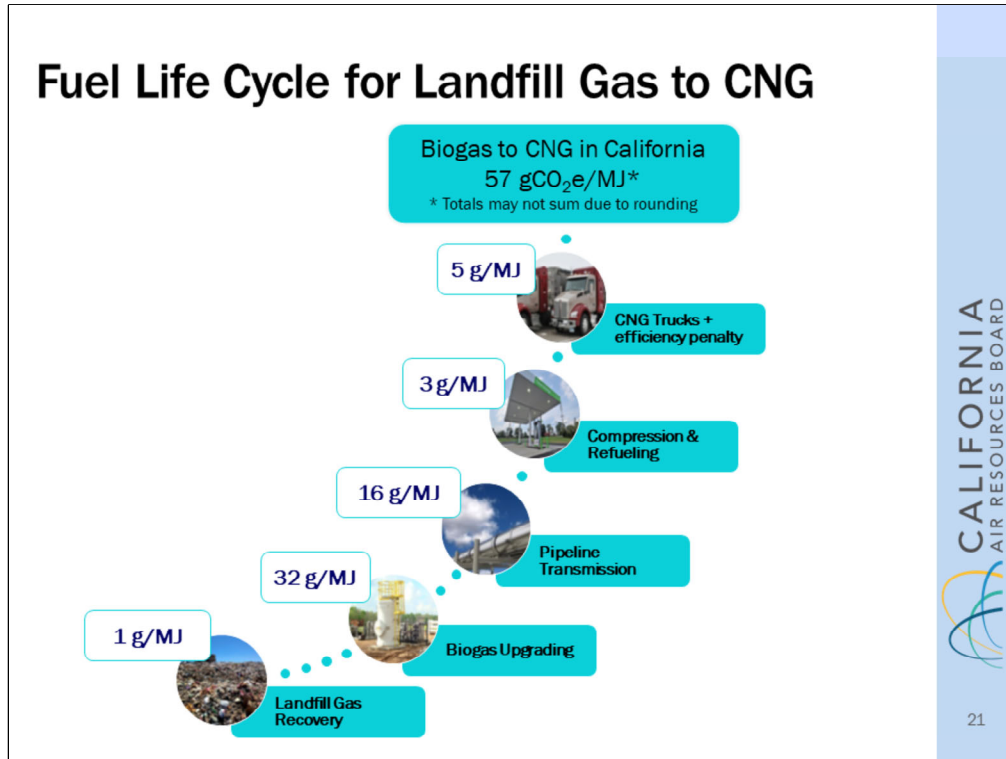 Fuel Life Cycle for Landfill Gas to CNG
Biogas to CNG in California
57 gCO₂e/MJ*
* Totals may not sum due to rounding
5 g/MJ
CNG Trucks +
efficiency penalty
3 g/MJ
Compression &
Refueling
16 g/MJ
Pipeline
Transmission
32 g/MJ
Biogas Upgrading
1 g/MJ
Landfill Gas
Recovery
CALIFORNIA
AIR RESOURCES BOARD
21